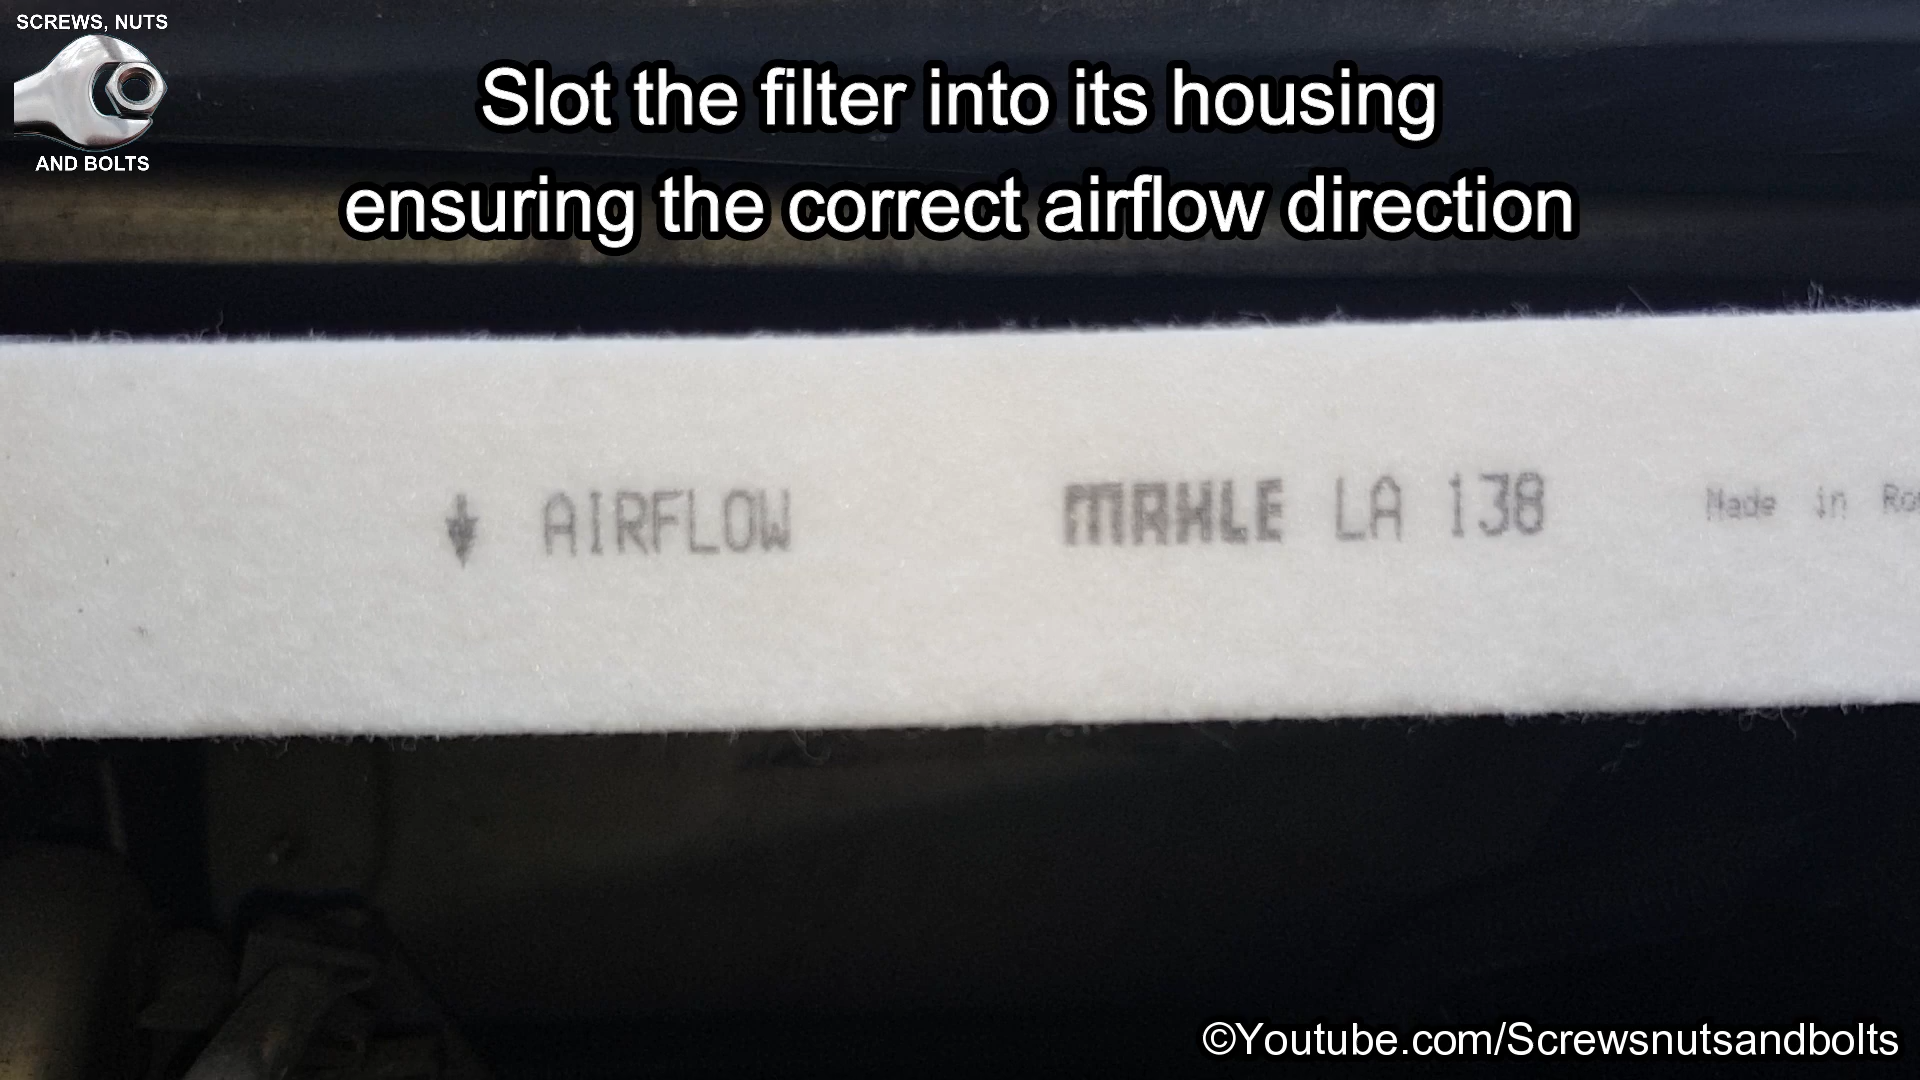 SCREWS, NUTS
AND BOLTS
Slot the filter into its housing
ensuring the correct airflow direction
AIRFLOW MAHLE LA 138 Made in
©Youtube.com/Screwsnutsandbolts